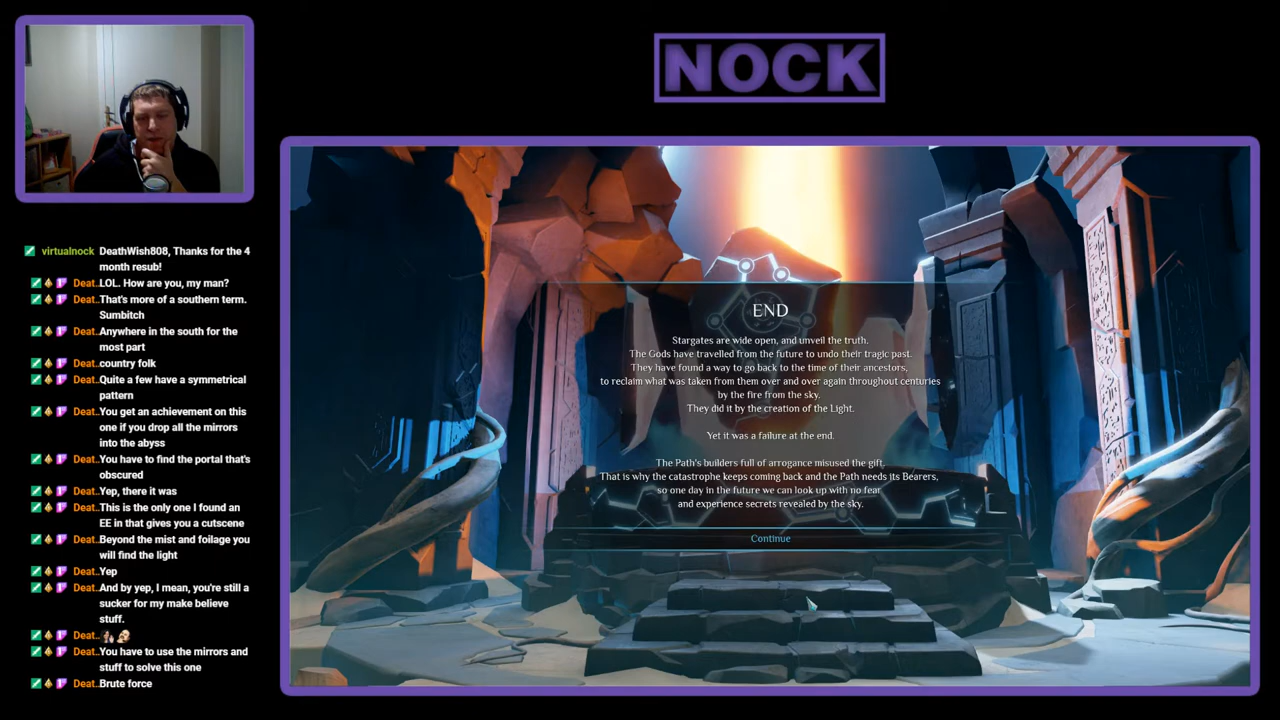 NOCK
virtualnock DeathWish808, Thanks for the 4
month resub!
Deat.. LOL. How are you, my man?
Deat.. That's more of a southern term.
Sumbitch
Deat.. Anywhere in the south for the
most part
Deat.. country folk
Deat.. Quite a few have a symmetrical
pattern
Deat.. You get an achievement on this
one if you drop all the mirrors
into the abyss
Deat.. You have to find the portal that's
obscured
Deat.. Yep, there it was
Deat.. This is the only one I found an
EE in that gives you a cutscene
Deat.. Beyond the mist and foilage you
will find the light
Deat.. Yep
Deat.. And by yep, I mean, you're still a
sucker for my make believe
stuff.
Deat..
Deat.. You have to use the mirrors and
stuff to solve this one
Deat.. Brute force
END
Stargates are wide open, and unveil the truth.
The Gods have travelled from the future to undo their tragic past.
They have found a way to go back to the time of their ancestors,
to reclaim what was taken from them over and over again throughout centuries
by the fire from the sky.
They did it by the creation of the Light.
Yet it was a failure at the end.
The Path's builders full of arrogance misused the gift.
That is why the catastrophe keeps coming back and the Path needs its Bearers,
so one day in the future we can look up with no fear
and experience secrets revealed by the sky.
Continue